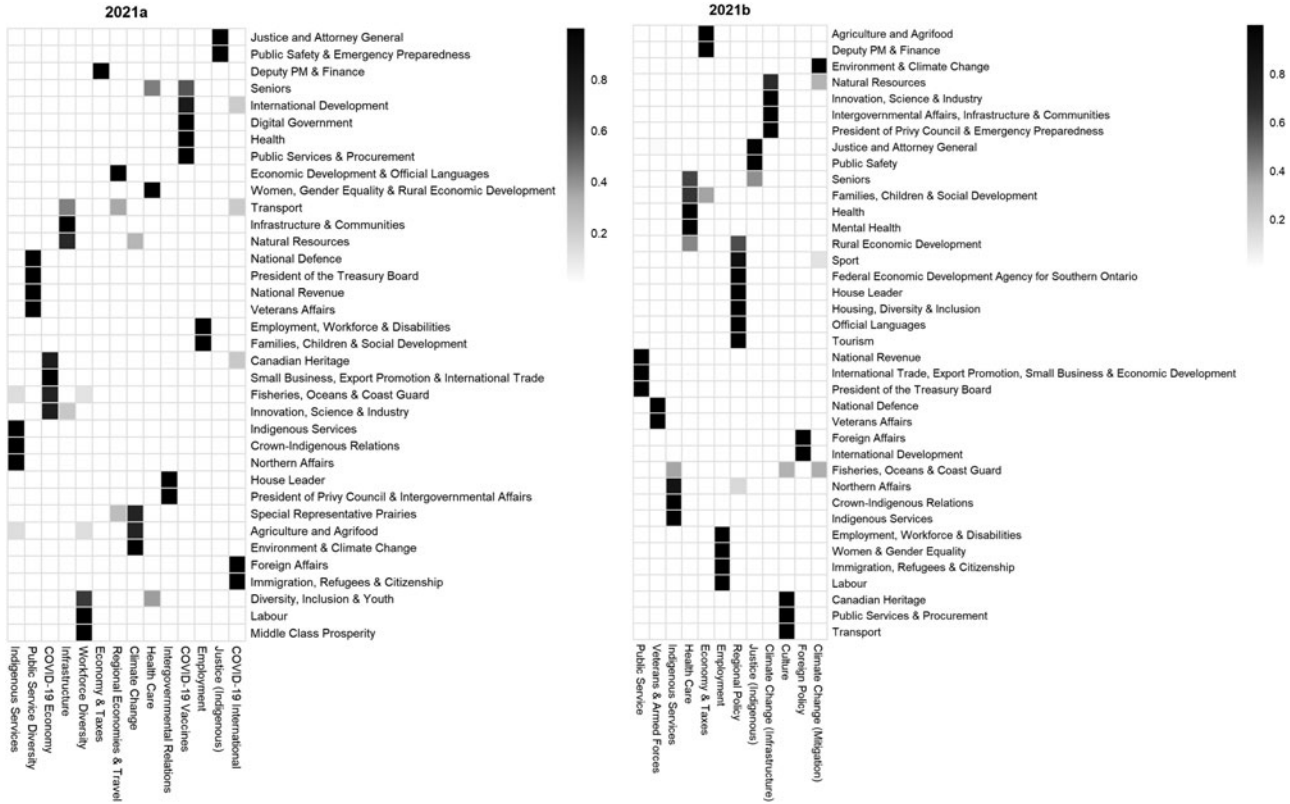 2021a
Justice and Attorney General
Public Safety & Emergency Preparedness
Deputy PM & Finance
Seniors
International Development
Digital Government
Health
Public Services & Procurement
Economic Development & Official Languages
Women, Gender Equality & Rural Economic Development
Transport
Infrastructure & Communities
Natural Resources
National Defence
President of the Treasury Board
National Revenue
Veterans Affairs
Employment, Workforce & Disabilities
Families, Children & Social Development
Canadian Heritage
Small Business, Export Promotion & International Trade
Fisheries, Oceans & Coast Guard
Innovation, Science & Industry
Indigenous Services
Crown-Indigenous Relations
Northern Affairs
House Leader
President of Privy Council & Intergovernmental Affairs
Special Representative Prairies
Agriculture and Agrifood
Environment & Climate Change
Foreign Affairs
Immigration, Refugees & Citizenship
Diversity, Inclusion & Youth
Labour
Middle Class Prosperity
0.8
0.6
0.4
0.2
Indigenous Services
Public Service Diversity
COVID-19 Economy
Infrastructure
Workforce Diversity
Economy & Taxes
Regional Economies & Travel
Climate Change
Health Care
Intergovernmental Relations
COVID-19 Vaccines
Employment
Justice (Indigenous)
COVID-19 International
2021b
Agriculture and Agrifood
Deputy PM & Finance
Environment & Climate Change
Natural Resources
Innovation, Science & Industry
Intergovernmental Affairs, Infrastructure & Communities
President of Privy Council & Emergency Preparedness
Justice and Attorney General
Public Safety
Seniors
Families, Children & Social Development
Health
Mental Health
Rural Economic Development
Sport
Federal Economic Development Agency for Southern Ontario
House Leader
Housing, Diversity & Inclusion
Official Languages
Tourism
National Revenue
International Trade, Export Promotion, Small Business & Economic Development
President of the Treasury Board
National Defence
Veterans Affairs
Foreign Affairs
International Development
Fisheries, Oceans & Coast Guard
Northern Affairs
Crown-Indigenous Relations
Indigenous Services
Employment, Workforce & Disabilities
Women & Gender Equality
Immigration, Refugees & Citizenship
Labour
Canadian Heritage
Public Services & Procurement
Transport
0.8
0.6
0.4
0.2
Public Service
Veterans & Armed Forces
Indigenous Services
Health Care
Economy & Taxes
Employment
Regional Policy
Justice (Indigenous)
Climate Change (Infrastructure)
Culture
Foreign Policy
Climate Change (Mitigation)